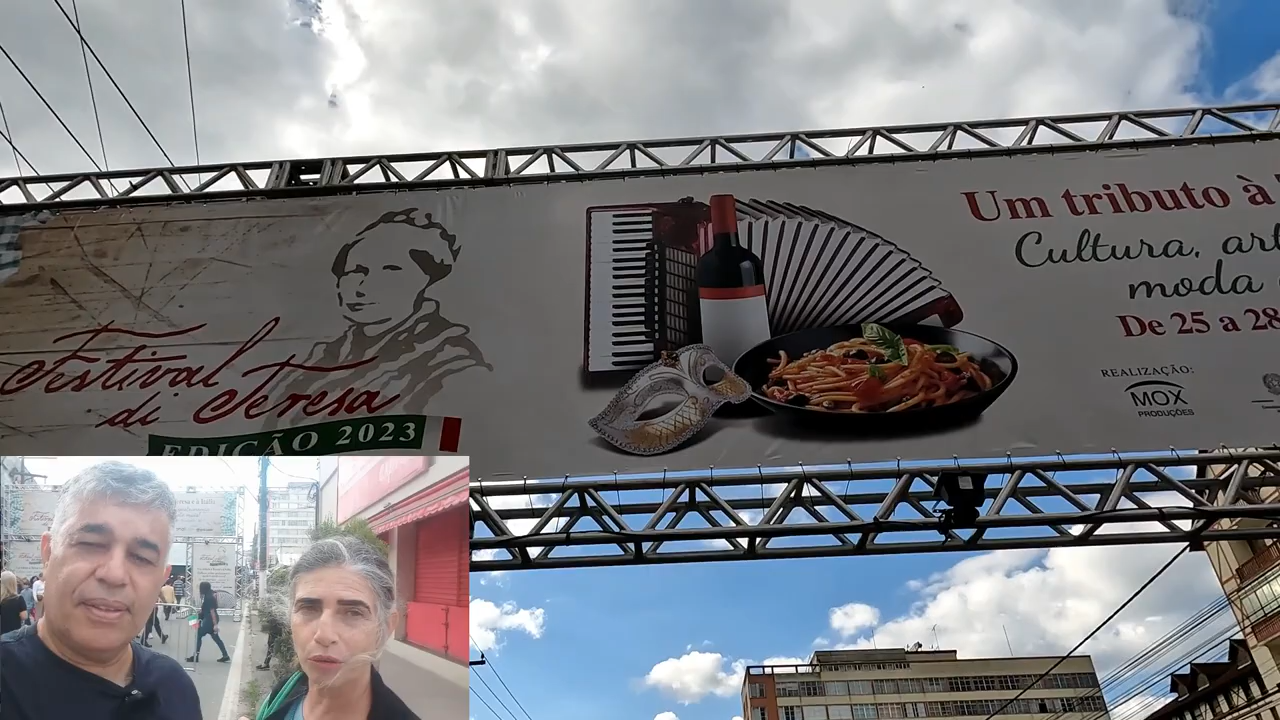 Festival
di Teresa
EDIÇÃO 2023
Um tributo à
Cultura, art
moda
De 25 a 28
REALIZAÇÃO:
MOX
PRODUÇÕES